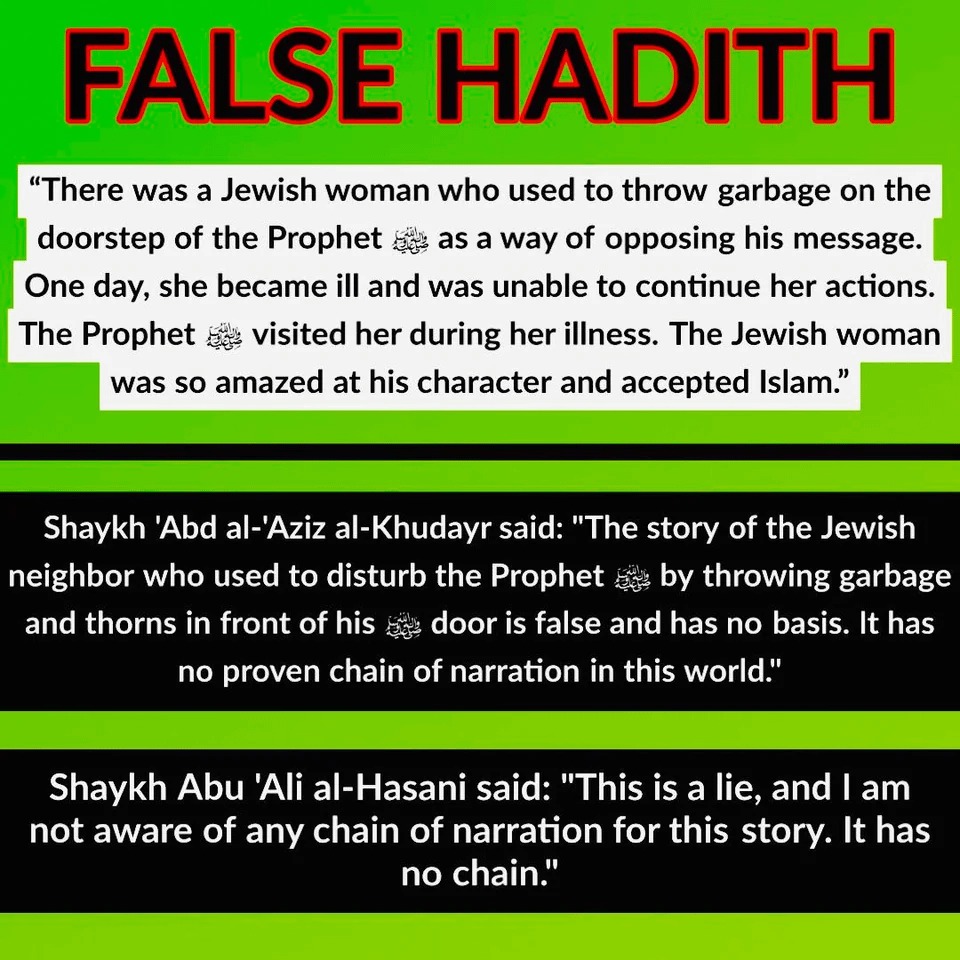 FALSE HADITH
“There was a Jewish woman who used to throw garbage on the
doorstep of the Prophet ﷺ as a way of opposing his message.
One day, she became ill and was unable to continue her actions.
The Prophet ﷺ visited her during her illness. The Jewish woman
was so amazed at his character and accepted Islam.”
Shaykh 'Abd al-'Aziz al-Khudayr said: "The story of the Jewish
neighbor who used to disturb the Prophet ﷺ by throwing garbage
and thorns in front of his ﷺ door is false and has no basis. It has
no proven chain of narration in this world."
Shaykh Abu 'Ali al-Hasani said: "This is a lie, and I am
not aware of any chain of narration for this story. It has
no chain."